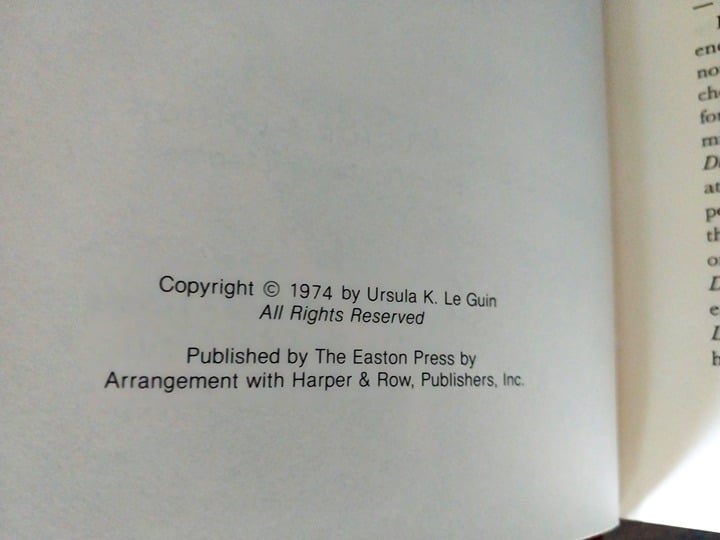 Copyright © 1974 by Ursula K. Le Guin
All Rights Reserved
Published by The Easton Press by
Arrangement with Harper & Row, Publishers, Inc.